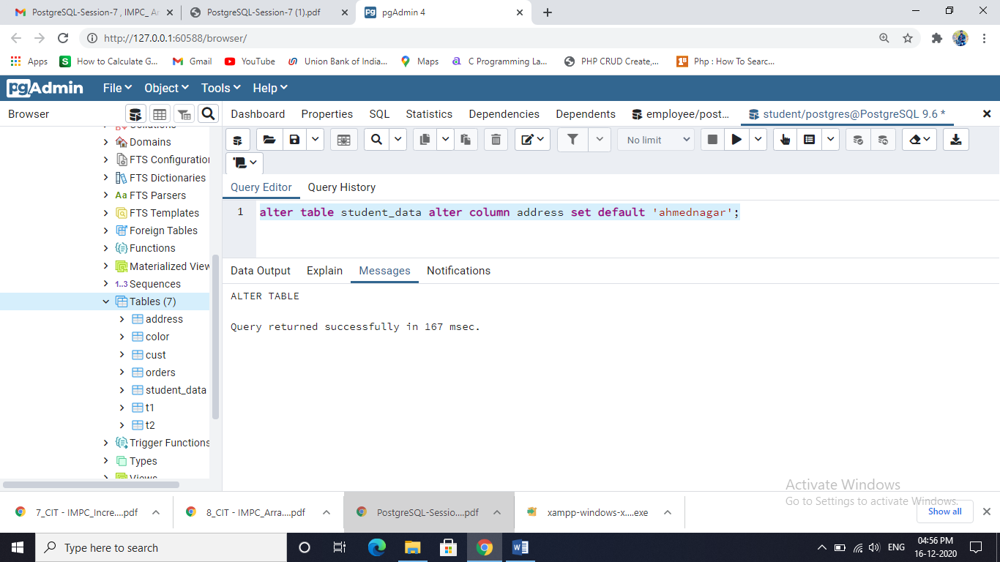 PostgreSQL-Session-7 , IMPC_ Ar
PostgreSQL-Session-7 (1).pdf
pgAdmin 4
http://127.0.0.1:60588/browser/
Apps
How to Calculate G...
Gmail
YouTube
Union Bank of India...
Maps
C Programming La...
PHP CRUD Create,...
Php : How To Searc...
pgAdmin
File
Object
Tools
Help
Browser
Dashboard
Properties
SQL
Statistics
Dependencies
Dependents
employee/post...
student/postgres@PostgreSQL 9.6 *
No limit
Query Editor
Query History
1 alter table student_data alter column address set default 'ahmednagar';
Data Output
Explain
Messages
Notifications
ALTER TABLE
Query returned successfully in 167 msec.
Domains
FTS Configuration
FTS Dictionaries
Aa FTS Parsers
FTS Templates
Foreign Tables
Functions
Materialized View
1..3 Sequences
Tables (7)
address
color
cust
orders
student_data
t1
t2
Trigger Functions
Types
Views
Activate Windows
Go to Settings to activate Windows.
7_CIT - IMPC_Incre....pdf
8_CIT - IMPC_Arra....pdf
PostgreSQL-Sessio....pdf
xampp-windows-x....exe
Show all
Type here to search
ENG
04:56 PM
16-12-2020